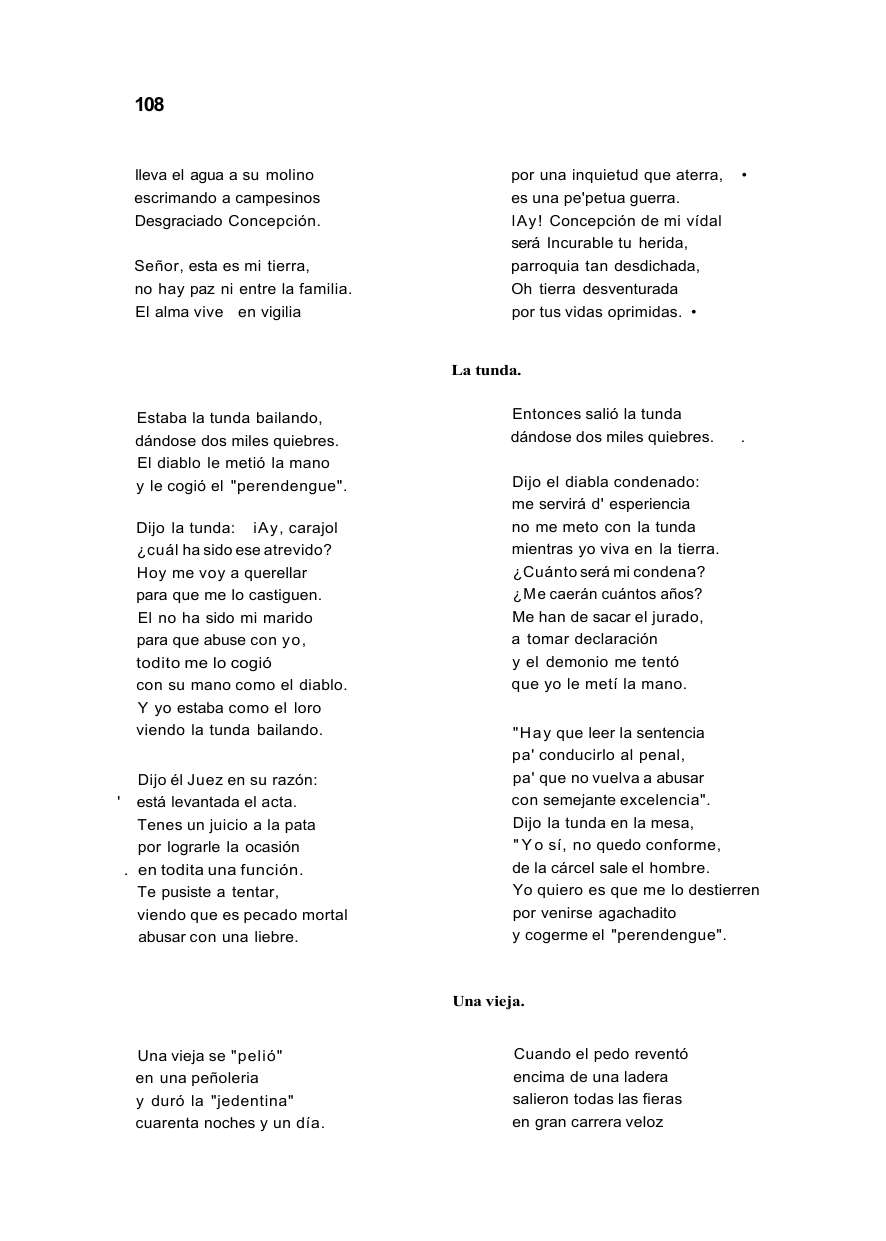 108
lleva el agua a su molino
escrimando a campesinos
Desgraciado Concepción.
Señor, esta es mi tierra,
no hay paz ni entre la familia.
El alma vive en vigilia
por una inquietud que aterra, •
es una pe'petua guerra.
lAy! Concepción de mi vídal
será Incurable tu herida,
parroquia tan desdichada,
Oh tierra desventurada
por tus vidas oprimidas. •
La tunda.
Estaba la tunda bailando,
dándose dos miles quiebres.
El diablo le metió la mano
y le cogió el "perendengue".
Dijo la tunda: iAy, carajol
¿cuál ha sido ese atrevido?
Hoy me voy a querellar
para que me lo castiguen.
El no ha sido mi marido
para que abuse con yo,
todito me lo cogió
con su mano como el diablo.
Y yo estaba como el loro
viendo la tunda bailando.
Dijo él Juez en su razón:
' está levantada el acta.
Tenes un juicio a la pata
por lograrle la ocasión
. en todita una función.
Te pusiste a tentar,
viendo que es pecado mortal
abusar con una liebre.
Entonces salió la tunda
dándose dos miles quiebres. .
Dijo el diabla condenado:
me servirá d' esperiencia
no me meto con la tunda
mientras yo viva en la tierra.
¿Cuánto será mi condena?
¿Me caerán cuántos años?
Me han de sacar el jurado,
a tomar declaración
y el demonio me tentó
que yo le metí la mano.
"Hay que leer la sentencia
pa' conducirlo al penal,
pa' que no vuelva a abusar
con semejante excelencia".
Dijo la tunda en la mesa,
"Yo sí, no quedo conforme,
de la cárcel sale el hombre.
Yo quiero es que me lo destierren
por venirse agachadito
y cogerme el "perendengue".
Una vieja.
Una vieja se "pelió"
en una peñoleria
y duró la "jedentina"
cuarenta noches y un día.
Cuando el pedo reventó
encima de una ladera
salieron todas las fieras
en gran carrera veloz